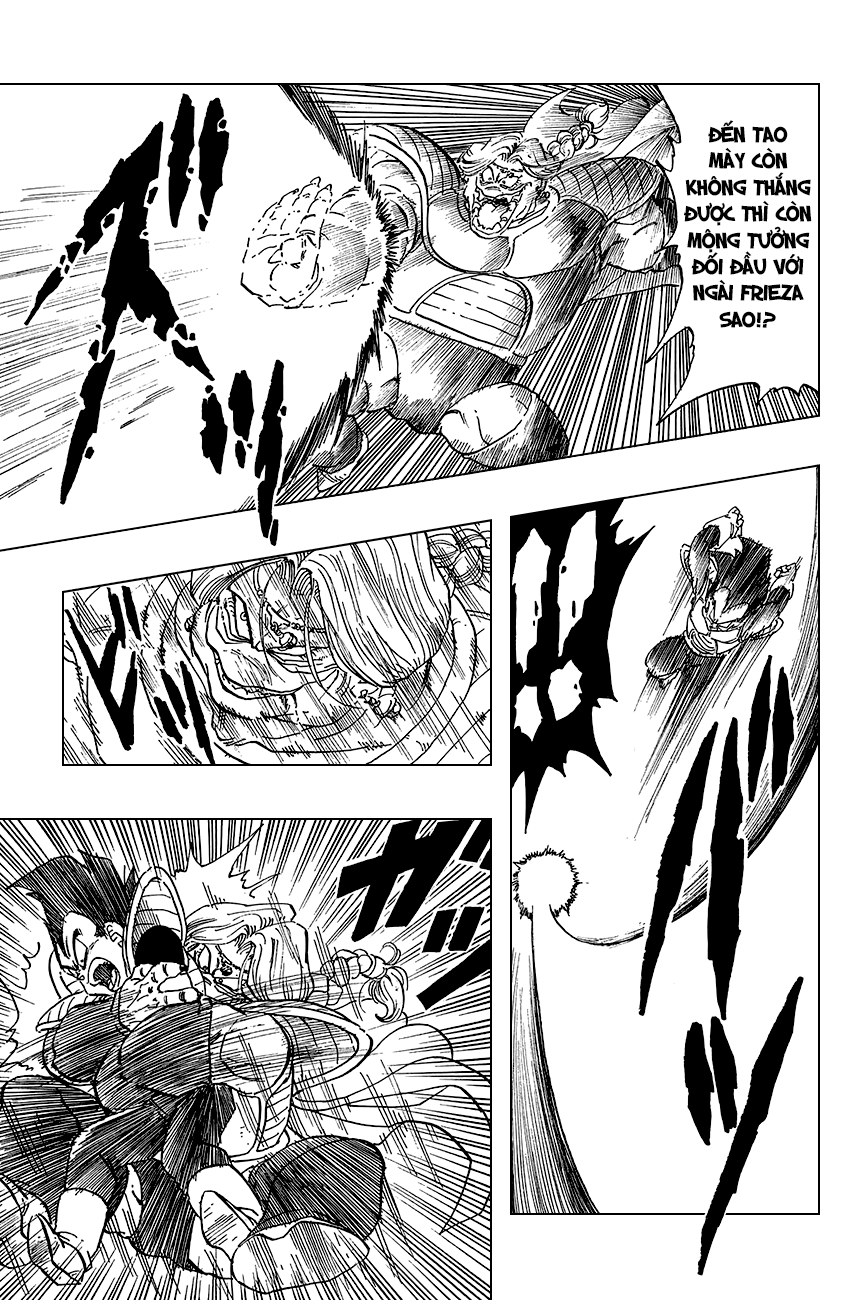 ĐẾN TAO
MÀY CÒN
KHÔNG THẮNG
ĐƯỢC THÌ CÒN
MỘNG TƯỞNG
ĐỐI ĐẦU VỚI
NGÀI FRIEZA
SAO!?